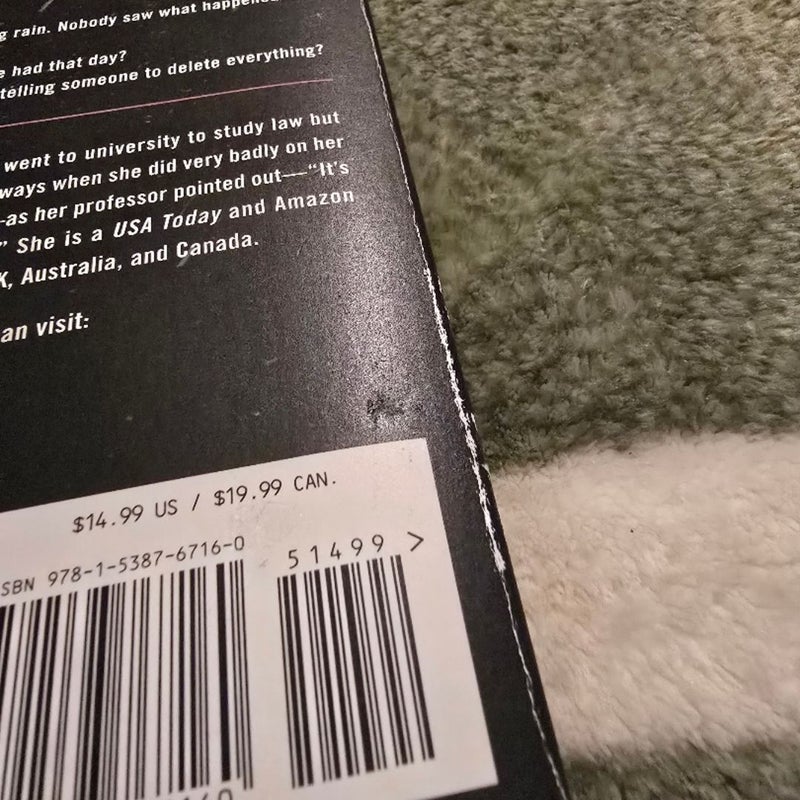 g rain. Nobody saw what happened
e had that day?
telling someone to delete everything?
went to university to study law but
ways when she did very badly on her
-as her professor pointed out—“It's
” She is a USA Today and Amazon
K, Australia, and Canada.
an visit:
$14.99 US / $19.99 CAN.
ISBN 978-1-5387-6716-0
51499 >